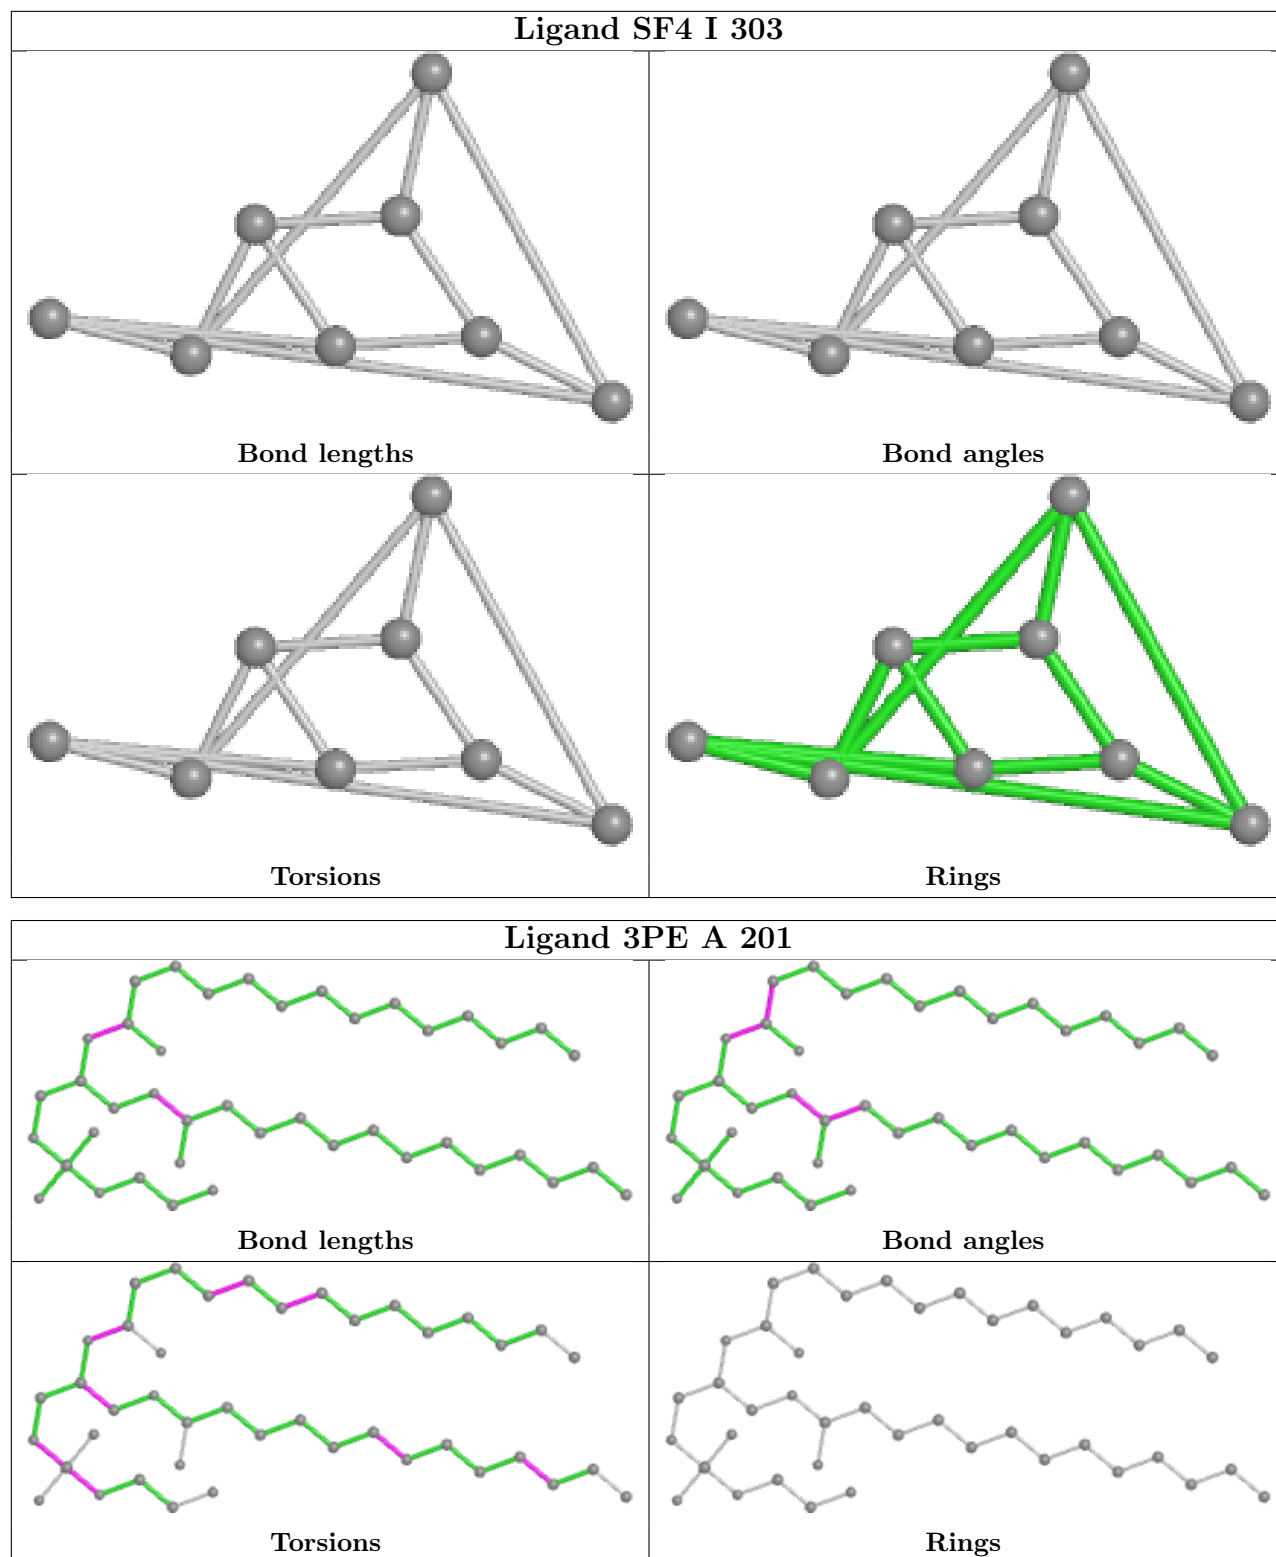 Ligand SF4 I 303
Bond lengths
Bond angles
Torsions
Rings
Ligand 3PE A 201
Bond lengths
Bond angles
Torsions
Rings